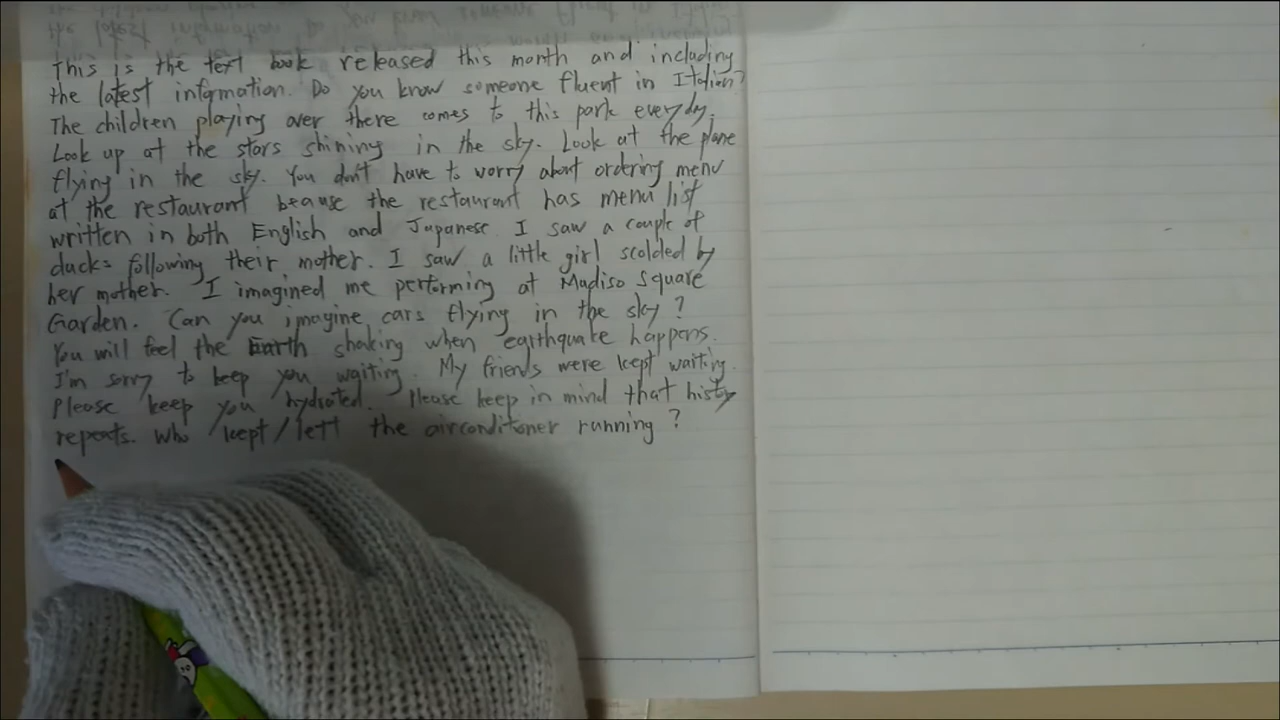 This is the text book released this month and including
the latest information. Do you know someone fluent in Italian?
The children playing over there comes to this park everyday.
Look up at the stars shining in the sky. Look at the plane
flying in the sky. You don't have to worry about ordering menu
at the restaurant beause the restaurant has menu list
written in both English and Japanese. I saw a couple of
ducks following their mother. I saw a little girl scolded by
her mother. I imagined me performing at Madiso Square
Garden. Can you imagine cars flying in the sky?
You will feel the Earth shaking when earthquake happens.
I'm sorry to keep you waiting. My friends were kept waiting.
Please keep you hydrated. Please keep in mind that history
repeats. Who kept/left the airconditoner running?